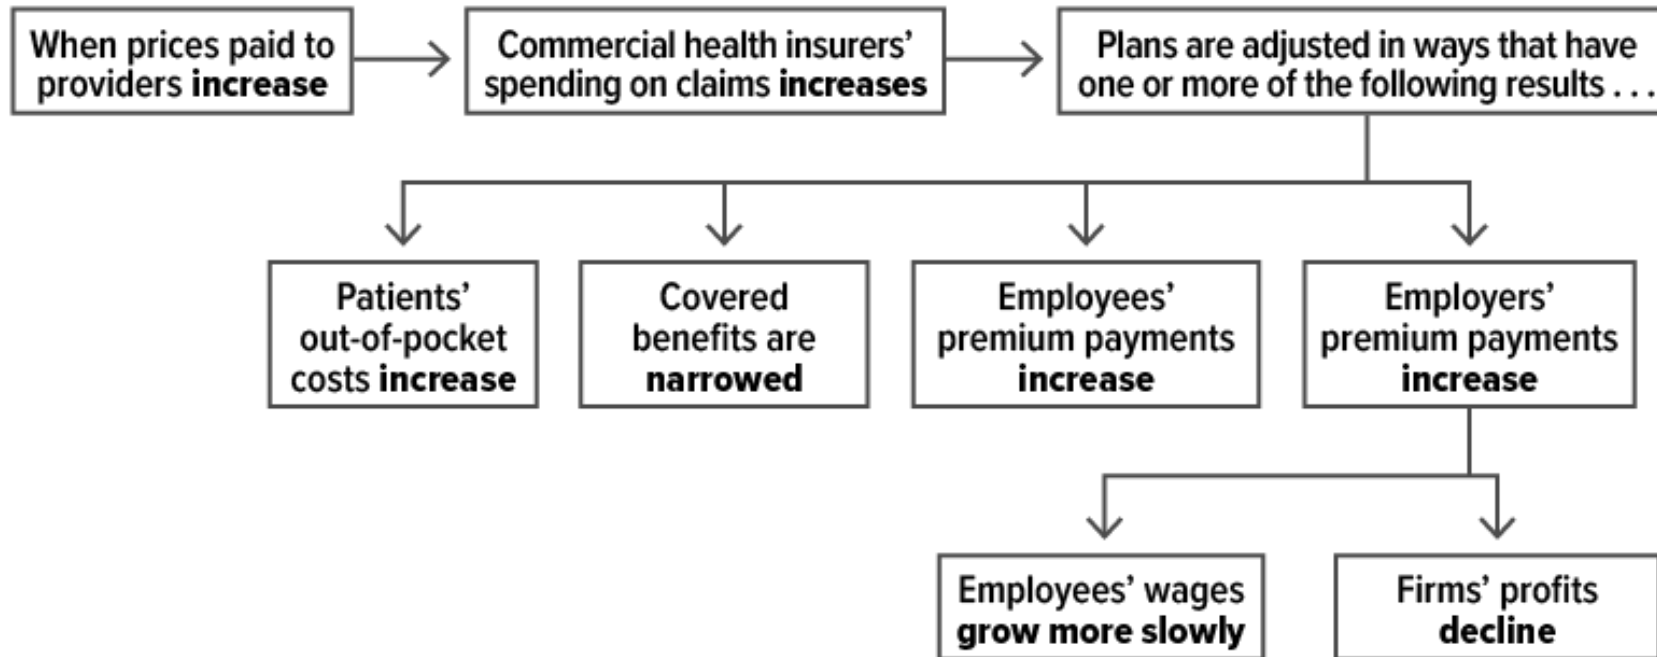 When prices paid to
providers increase
Commercial health insurers’
spending on claims increases
Plans are adjusted in ways that have
one or more of the following results . . .
Patients’
out-of-pocket
costs increase
Covered
benefits are
narrowed
Employees’
premium payments
increase
Employers’
premium payments
increase
Employees’ wages
grow more slowly
Firms’ profits
decline